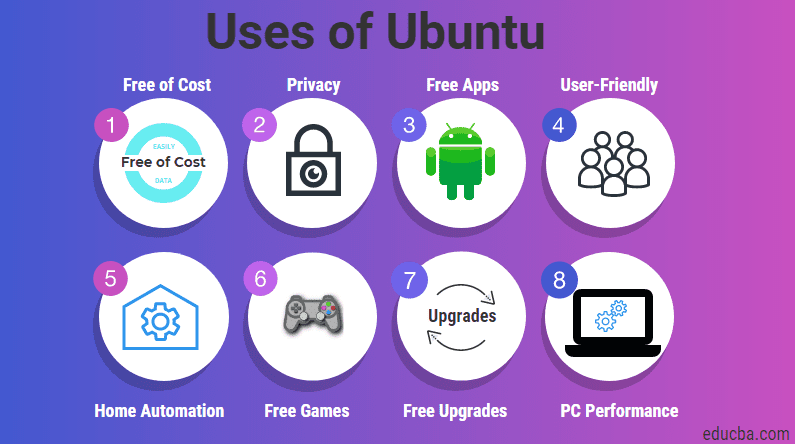 Uses of Ubuntu
Free of Cost
Privacy
Free Apps
User-Friendly
1
2
3
4
EASILY
Free of Cost
DATA
5
6
7
8
Upgrades
Home Automation
Free Games
Free Upgrades
PC Performance
educba.com